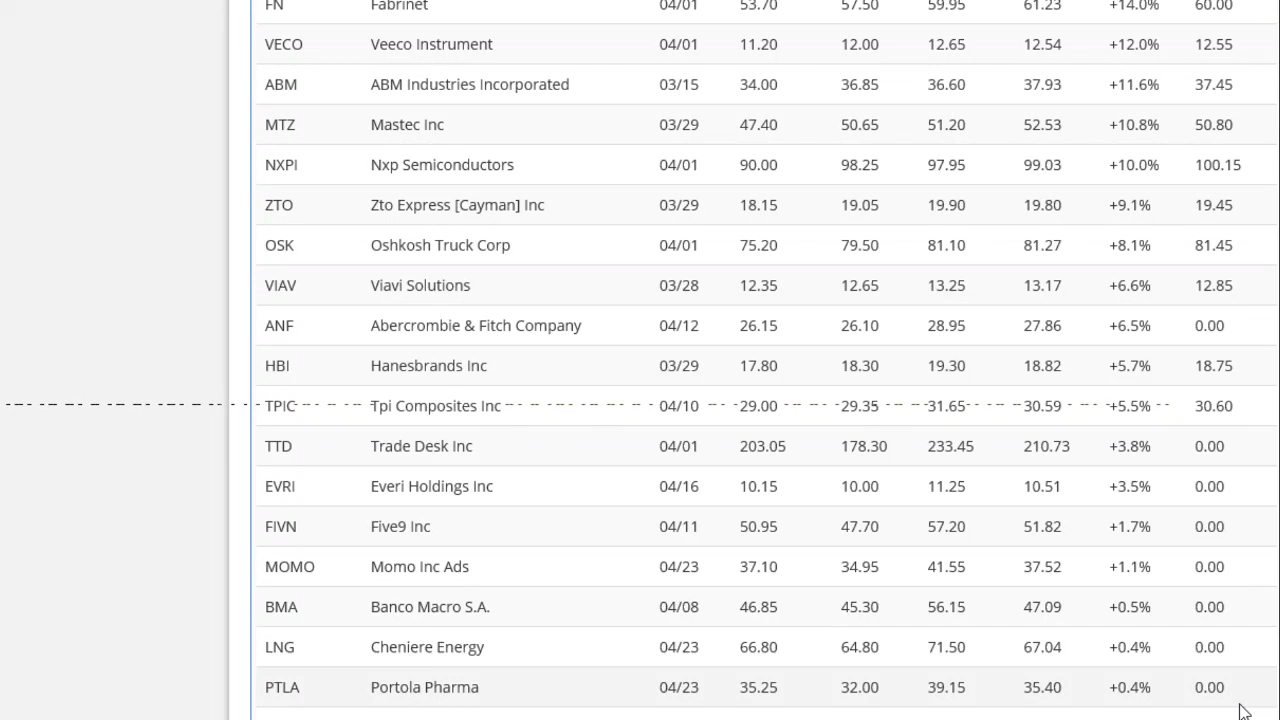 FN Fabrinet 04/01 53.70 57.50 59.95 61.23 +14.0% 60.00
VECO Veeco Instrument 04/01 11.20 12.00 12.65 12.54 +12.0% 12.55
ABM ABM Industries Incorporated 03/15 34.00 36.85 36.60 37.93 +11.6% 37.45
MTZ Mastec Inc 03/29 47.40 50.65 51.20 52.53 +10.8% 50.80
NXPI Nxp Semiconductors 04/01 90.00 98.25 97.95 99.03 +10.0% 100.15
ZTO Zto Express [Cayman] Inc 03/29 18.15 19.05 19.90 19.80 +9.1% 19.45
OSK Oshkosh Truck Corp 04/01 75.20 79.50 81.10 81.27 +8.1% 81.45
VIAV Viavi Solutions 03/28 12.35 12.65 13.25 13.17 +6.6% 12.85
ANF Abercrombie & Fitch Company 04/12 26.15 26.10 28.95 27.86 +6.5% 0.00
HBI Hanesbrands Inc 03/29 17.80 18.30 19.30 18.82 +5.7% 18.75
TPIC Tpi Composites Inc 04/10 29.00 29.35 31.65 30.59 +5.5% 30.60
TTD Trade Desk Inc 04/01 203.05 178.30 233.45 210.73 +3.8% 0.00
EVRI Everi Holdings Inc 04/16 10.15 10.00 11.25 10.51 +3.5% 0.00
FIVN Five9 Inc 04/11 50.95 47.70 57.20 51.82 +1.7% 0.00
MOMO Momo Inc Ads 04/23 37.10 34.95 41.55 37.52 +1.1% 0.00
BMA Banco Macro S.A. 04/08 46.85 45.30 56.15 47.09 +0.5% 0.00
LNG Cheniere Energy 04/23 66.80 64.80 71.50 67.04 +0.4% 0.00
PTLA Portola Pharma 04/23 35.25 32.00 39.15 35.40 +0.4% 0.00